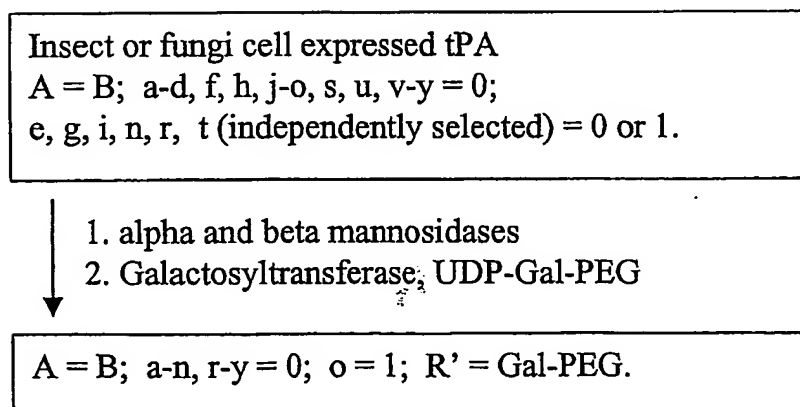 Insect or fungi cell expressed tPA
A = B; a-d, f, h, j-o, s, u, v-y = 0;
e, g, i, n, r, t (independently selected) = 0 or 1.
1. alpha and beta mannosidases
2. Galactosyltransferase, UDP-Gal-PEG
A = B; a-n, r-y = 0; o = 1; R' = Gal-PEG.